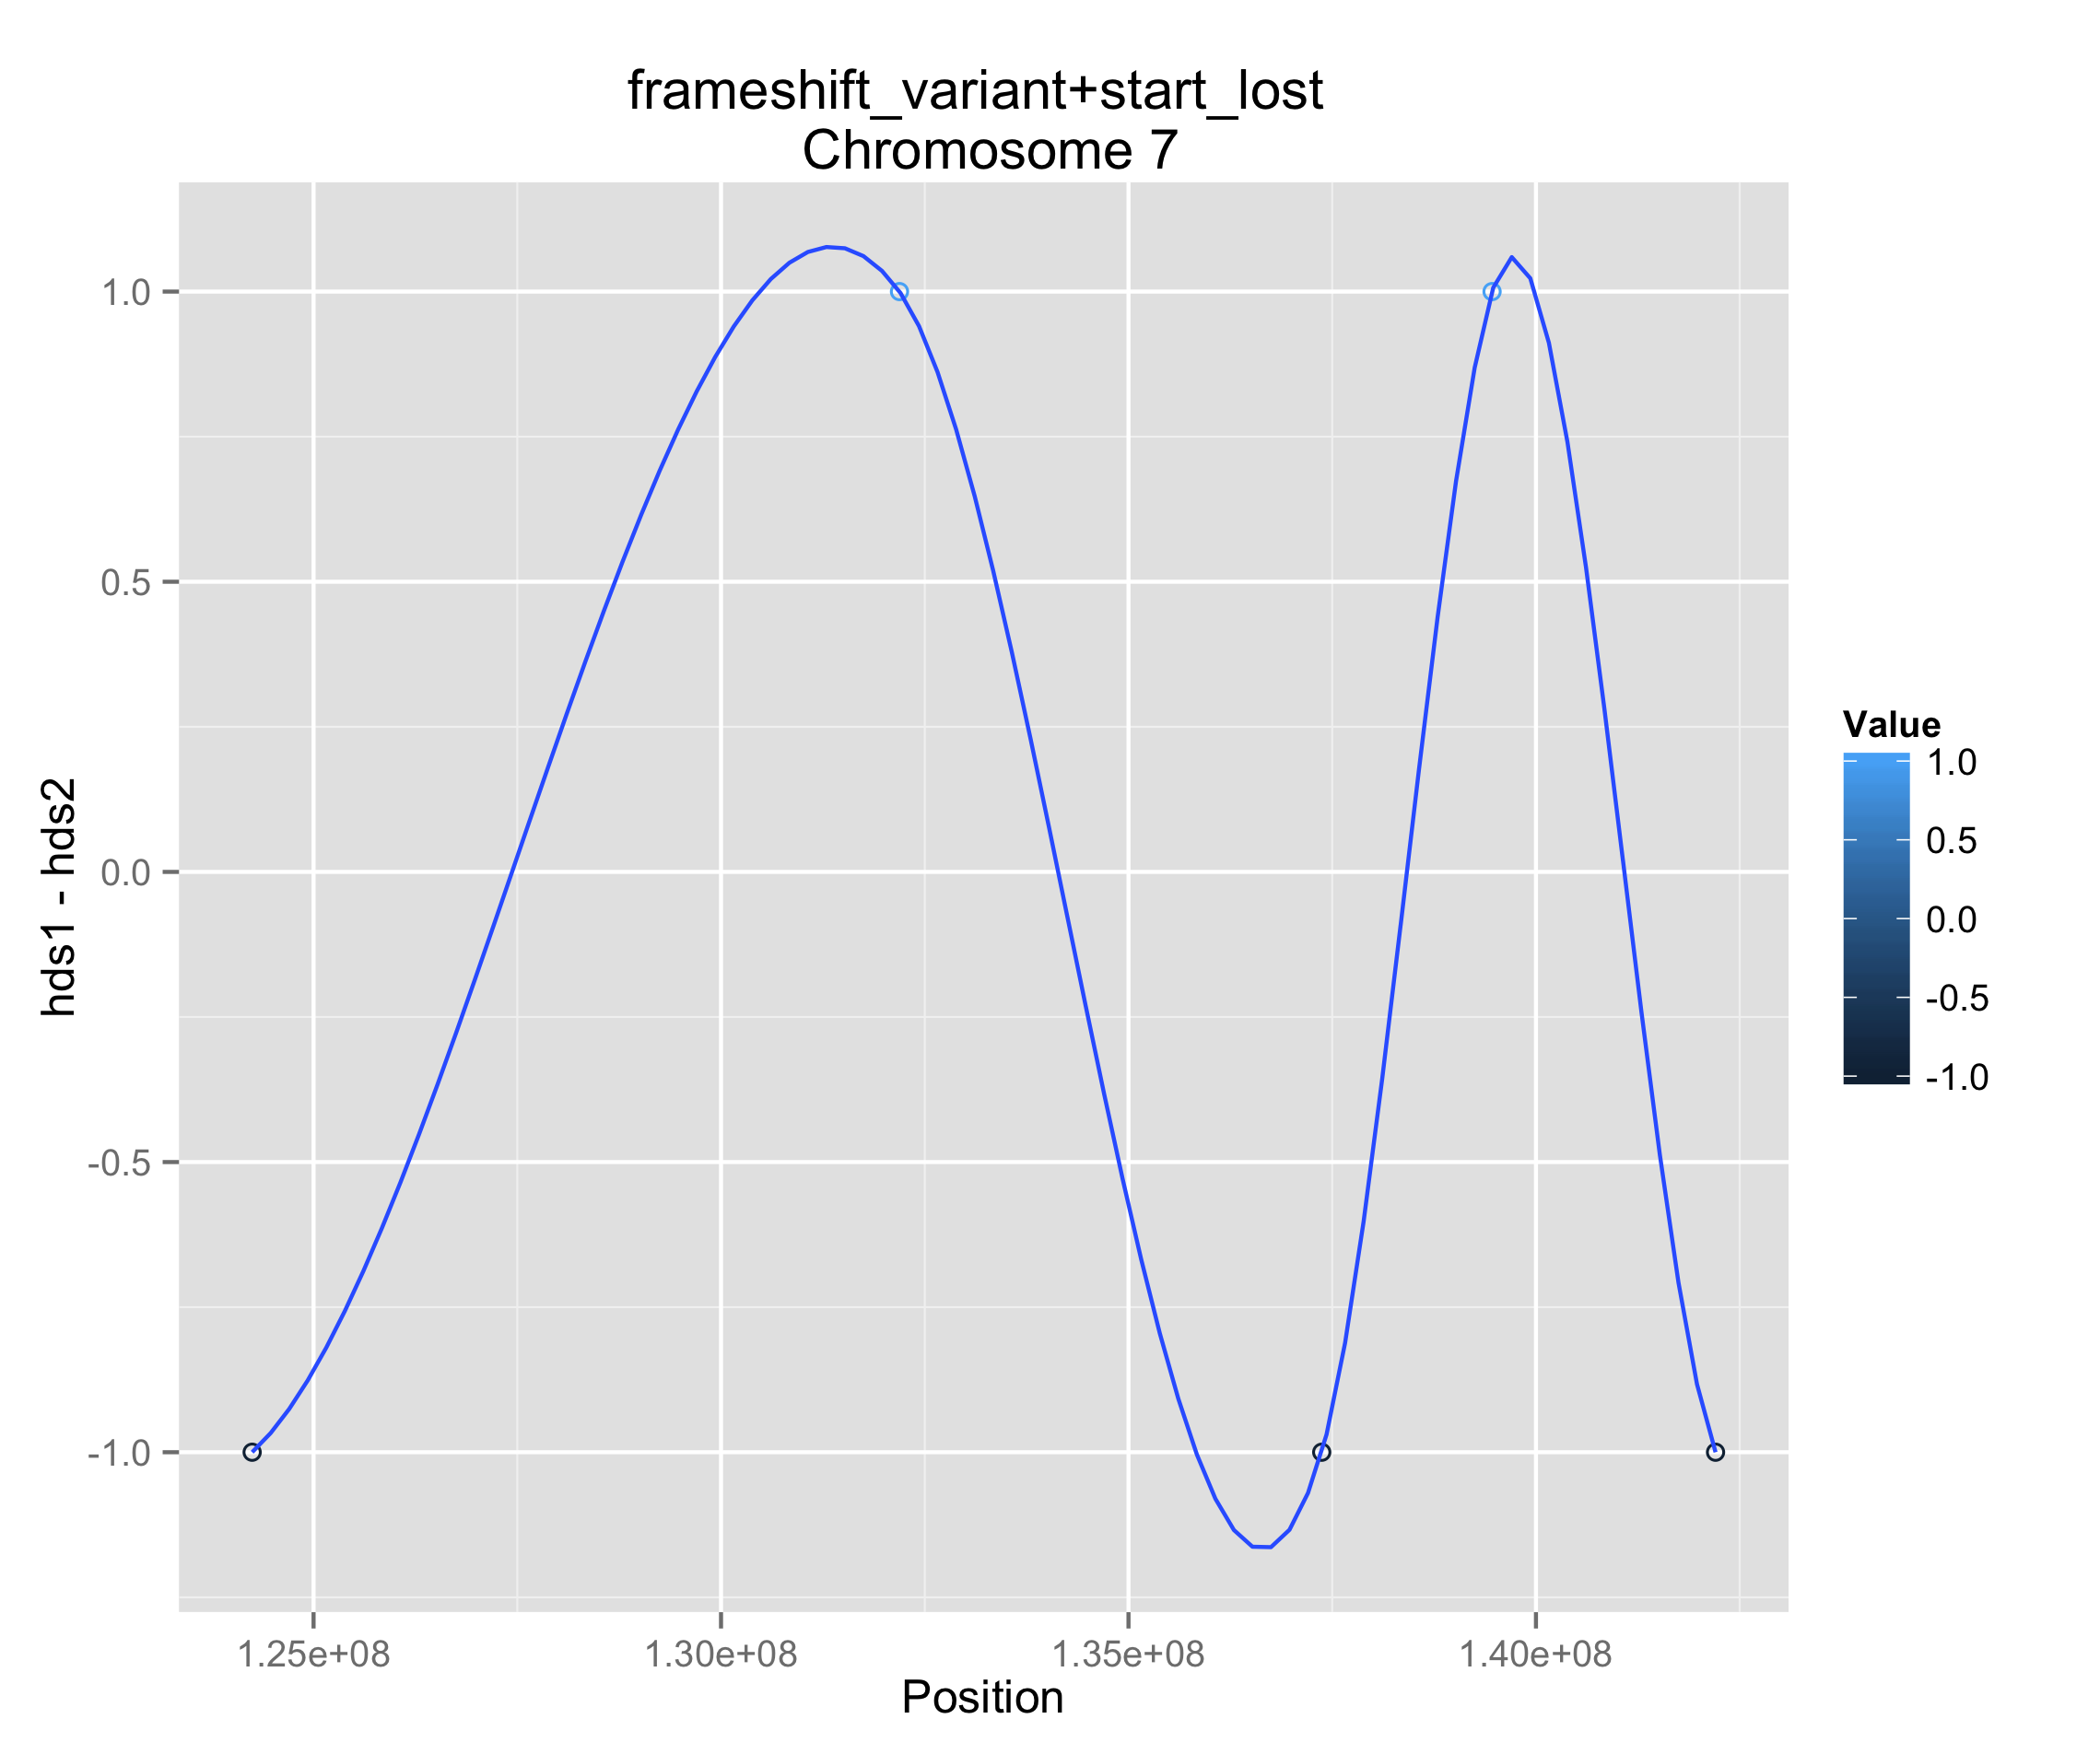 frameshift_variant+start_lost
Chromosome 7
1.0
0.5
0.0
-0.5
-1.0
hds1 - hds2
1.25e+08
1.30e+08
1.35e+08
1.40e+08
Position
Value
1.0
0.5
0.0
-0.5
-1.0